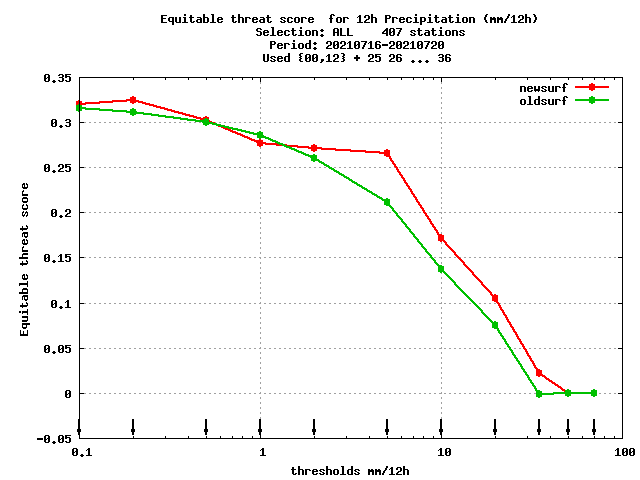 Equitable threat score  for 12h Precipitation (mm/12h)
Selection: ALL    407 stations
Period: 20210716-20210720
Used {00,12} + 25 26 ... 36
newsurf
oldsurf
Equitable threat score
0.35
0.3
0.25
0.2
0.15
0.1
0.05
0
-0.05
0.1 1 10 100
thresholds mm/12h